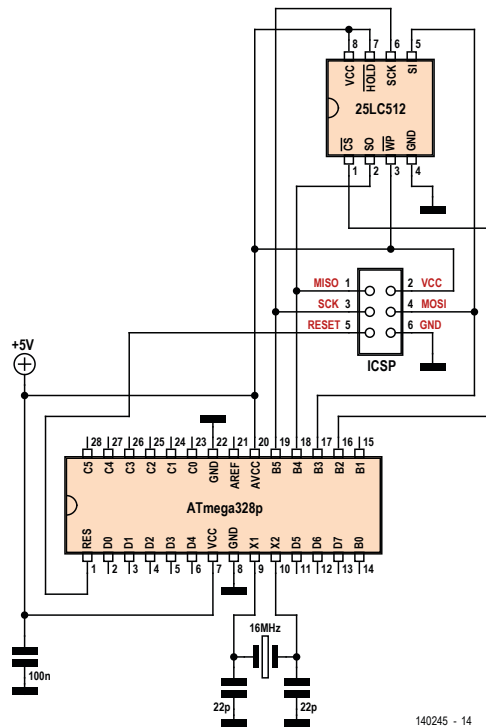 8 7 6 5
VCC HOLD SCK SI
25LC512
CS SO WP GND
1 2 3 4
MISO 1 2 VCC
SCK 3 4 MOSI
RESET 5 6 GND
ICSP
+5V
28 27 26 25 24 23 22 21 20 19 18 17 16 15
C5 C4 C3 C2 C1 C0 GND AREF AVCC B5 B4 B3 B2 B1
ATmega328p
RES D0 D1 D2 D3 D4 VCC GND X1 X2 D5 D6 D7 B0
1 2 3 4 5 6 7 8 9 10 11 12 13 14
16MHz
100n
22p 22p
140245 - 14